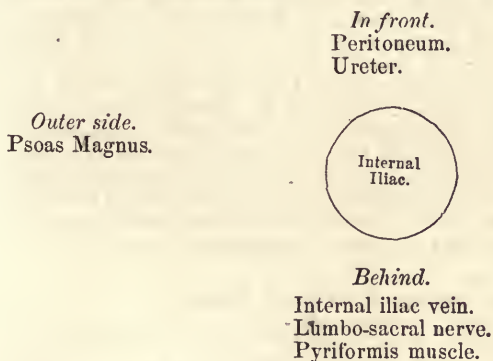 In front.
Peritoneum.
Ureter.
Outer side.
Psoas Magnus.
Internal
Iliac.
Behind.
Internal iliac vein.
Lumbo-sacral nerve.
Pyriformis muscle.